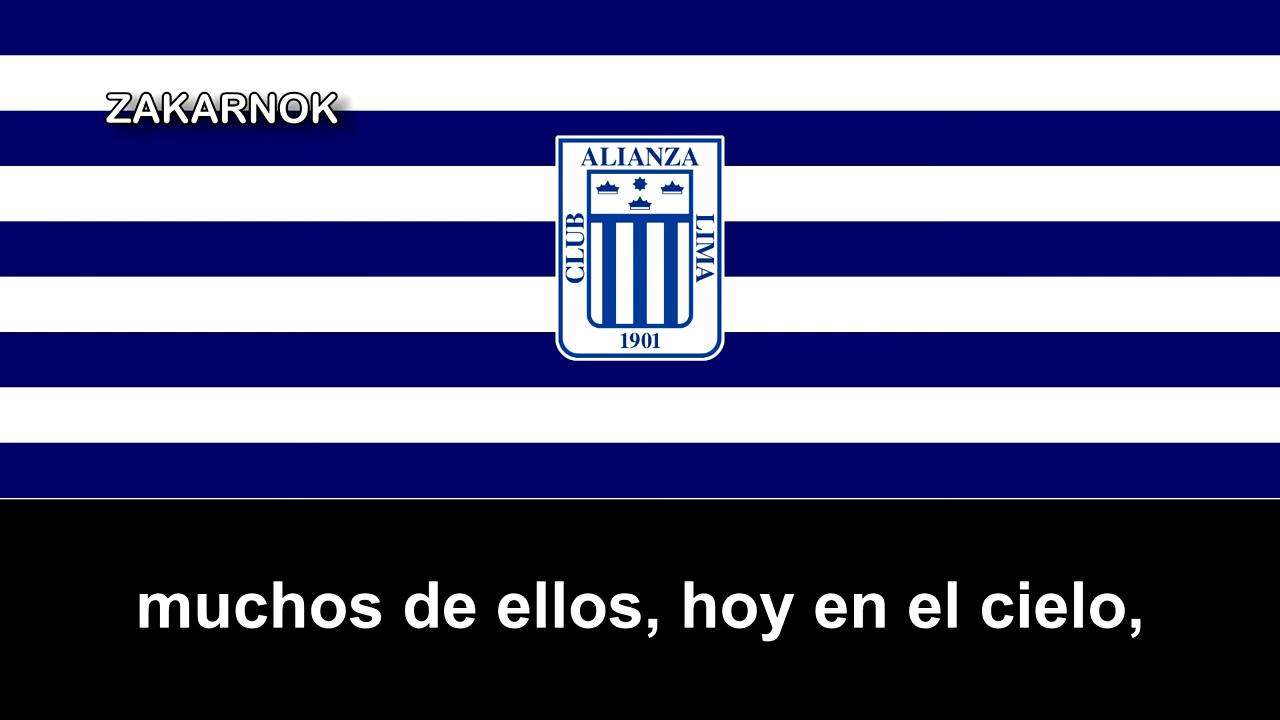 ZAKARNOK
ALIANZA
CLUB
LIMA
1901
muchos de ellos, hoy en el cielo,